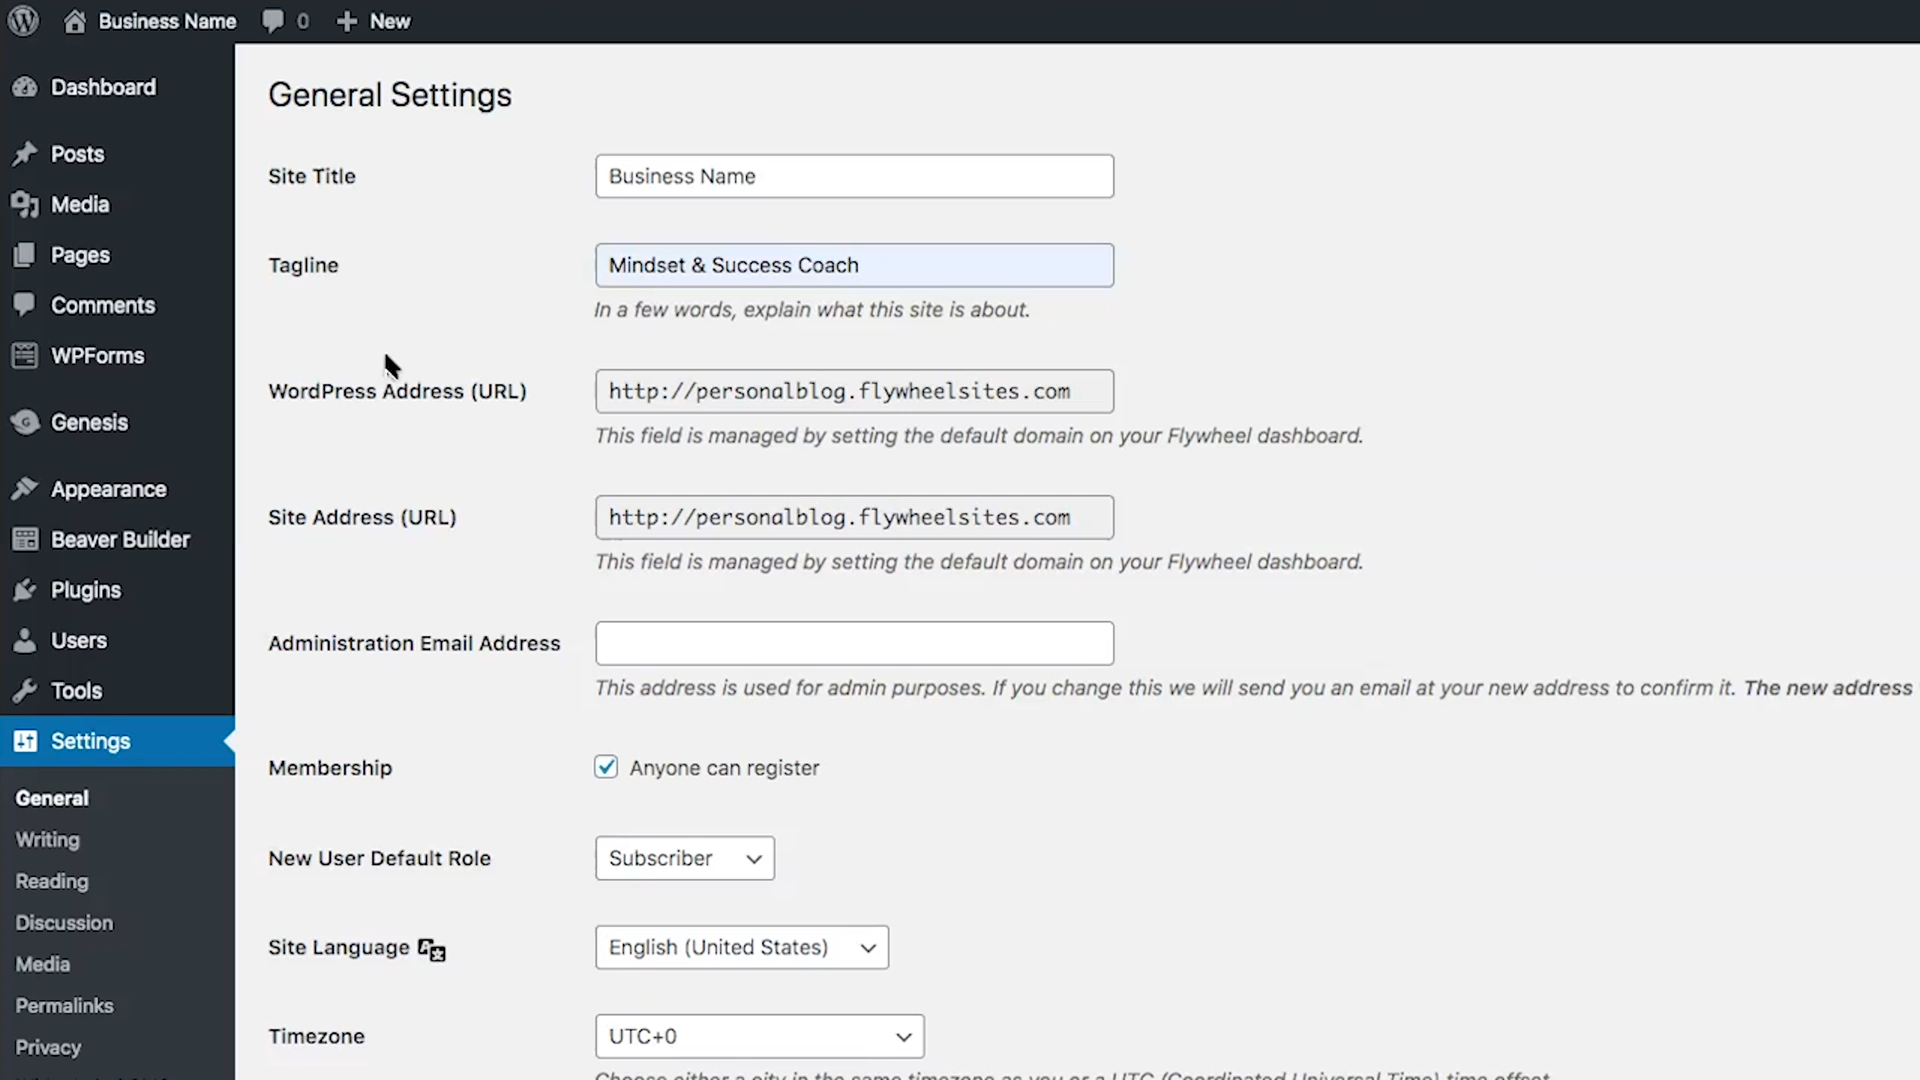 Business Name 0 New
Dashboard
Posts
Media
Pages
Comments
WPForms
Genesis
Appearance
Beaver Builder
Plugins
Users
Tools
Settings
General
Writing
Reading
Discussion
Media
Permalinks
Privacy
General Settings
Site Title Business Name
Tagline Mindset & Success Coach
In a few words, explain what this site is about.
WordPress Address (URL) http://personalblog.flywheelsites.com
This field is managed by setting the default domain on your Flywheel dashboard.
Site Address (URL) http://personalblog.flywheelsites.com
This field is managed by setting the default domain on your Flywheel dashboard.
Administration Email Address
This address is used for admin purposes. If you change this we will send you an email at your new address to confirm it. The new address
Membership Anyone can register
New User Default Role Subscriber
Site Language English (United States)
Timezone UTC+0
Choose either a city in the same timezone as you or a UTC (Coordinated Universal Time) time offset.